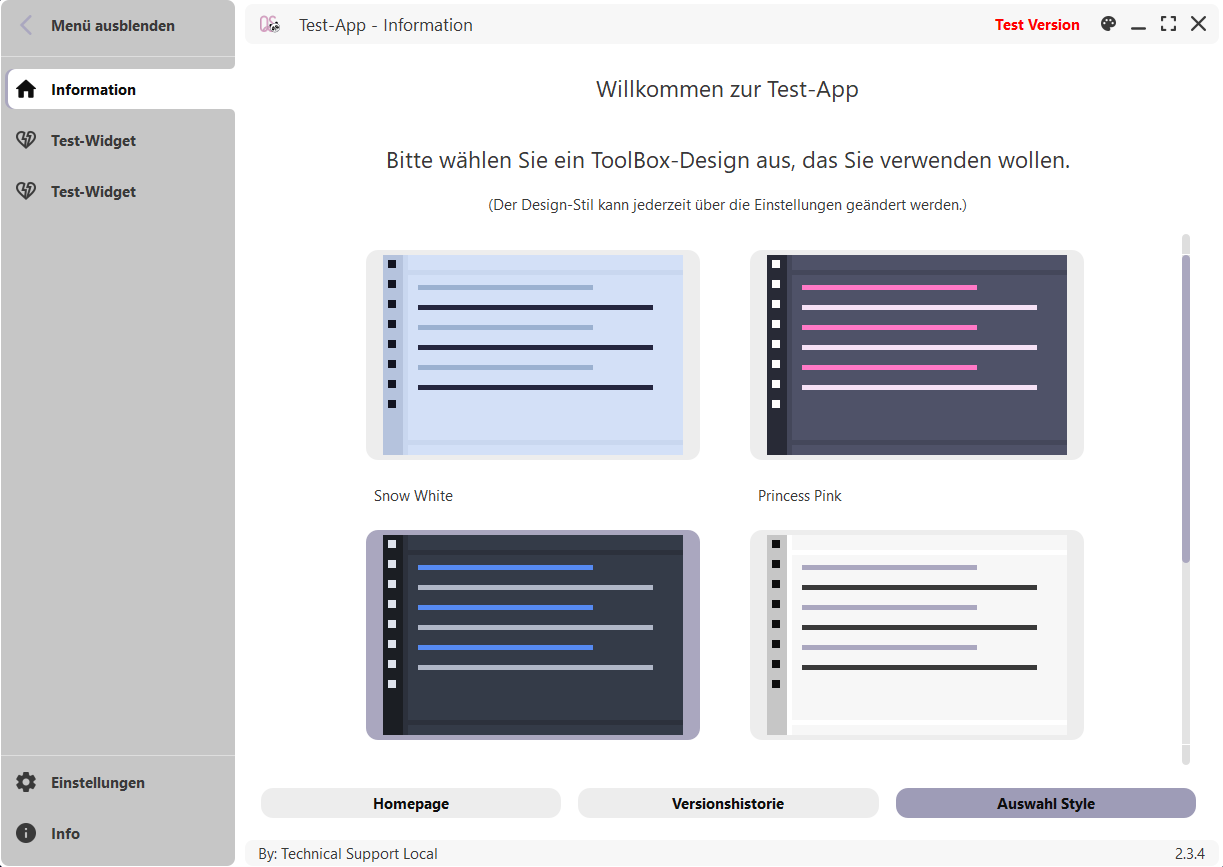 Menü ausblenden
Test-App - Information
Test Version
Information
Test-Widget
Test-Widget
Willkommen zur Test-App
Bitte wählen Sie ein ToolBox-Design aus, das Sie verwenden wollen.
(Der Design-Stil kann jederzeit über die Einstellungen geändert werden.)
Snow White
Princess Pink
Homepage
Versionshistorie
Auswahl Style
Einstellungen
Info
By: Technical Support Local
2.3.4